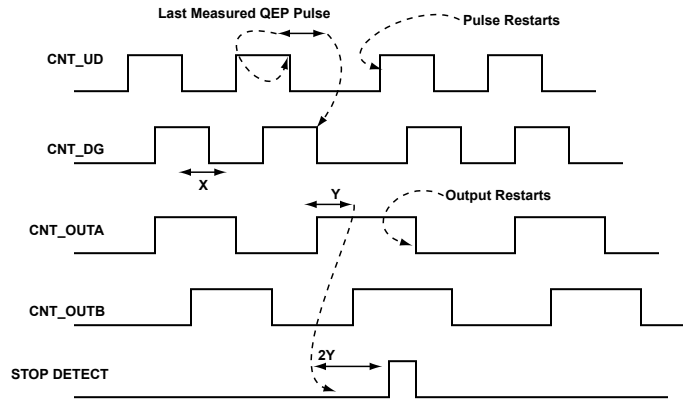 Last Measured QEP Pulse
Pulse Restarts
CNT_UD
CNT_DG
X
Y
Output Restarts
CNT_OUTA
CNT_OUTB
2Y
STOP DETECT